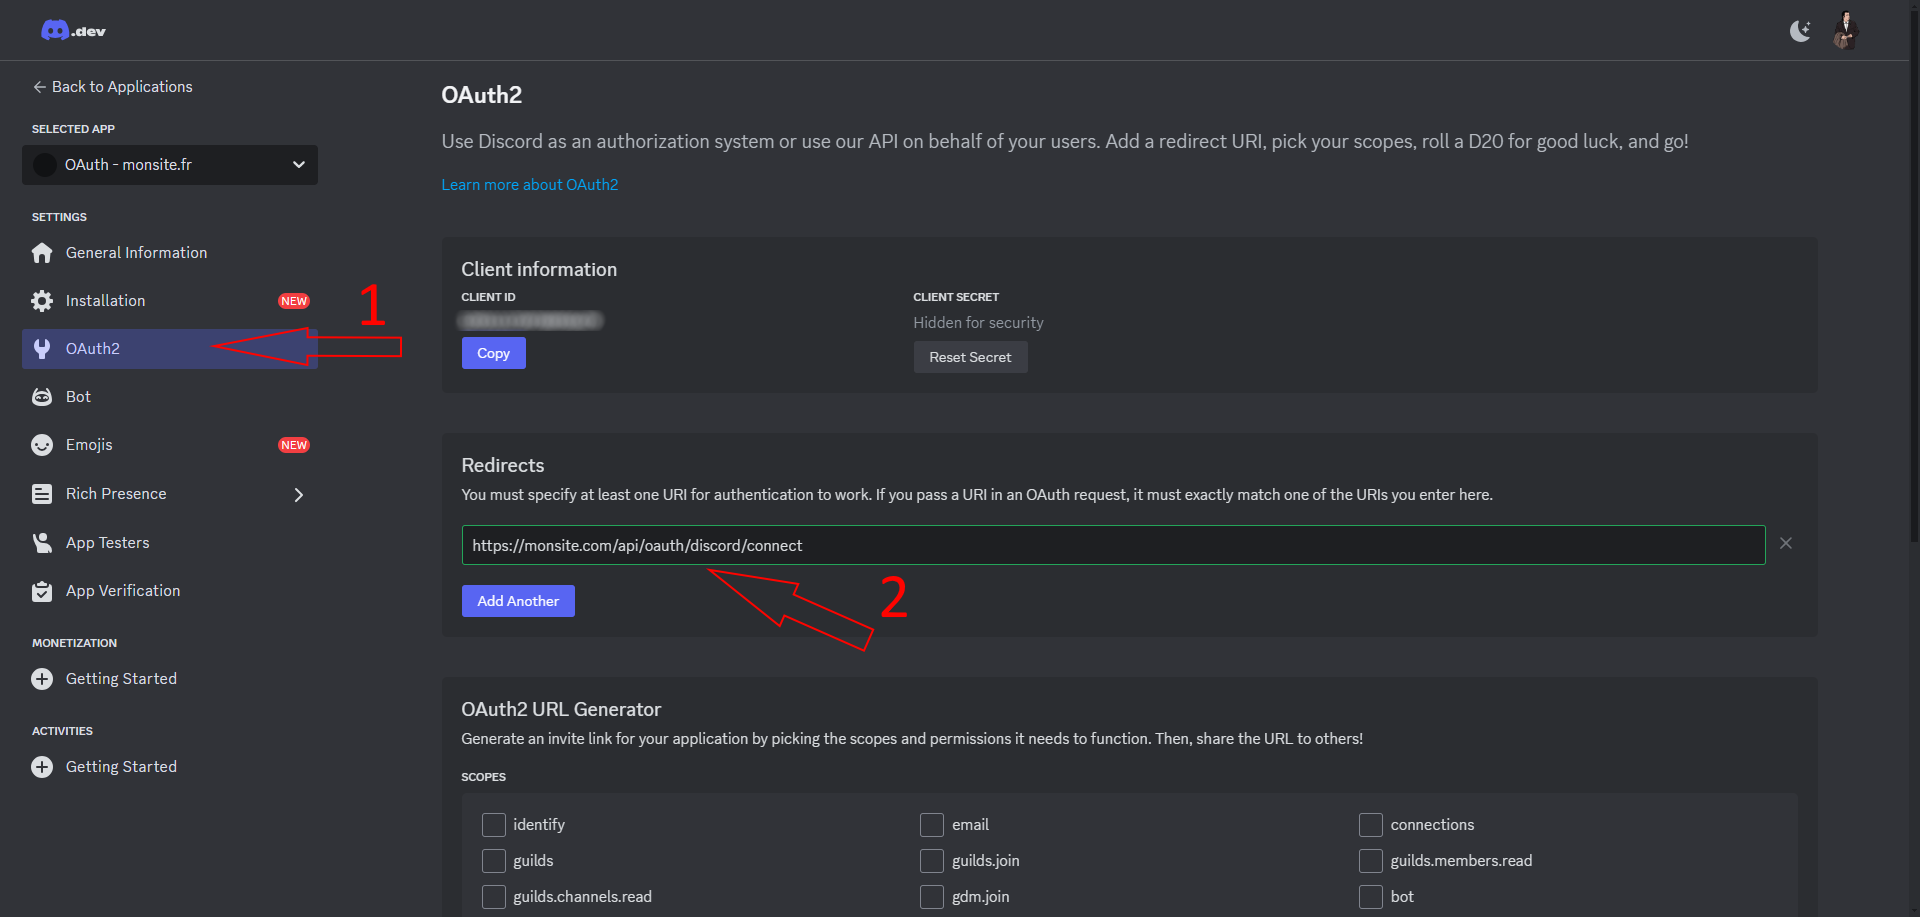 .dev
Back to Applications
SELECTED APP
OAuth - monsite.fr
SETTINGS
General Information
Installation NEW
OAuth2
Bot
Emojis NEW
Rich Presence
App Testers
App Verification
MONETIZATION
Getting Started
ACTIVITIES
Getting Started
1
OAuth2
Use Discord as an authorization system or use our API on behalf of your users. Add a redirect URI, pick your scopes, roll a D20 for good luck, and go!
Learn more about OAuth2
Client information
CLIENT ID
Copy
CLIENT SECRET
Hidden for security
Reset Secret
Redirects
You must specify at least one URI for authentication to work. If you pass a URI in an OAuth request, it must exactly match one of the URIs you enter here.
https://monsite.com/api/oauth/discord/connect
Add Another
2
OAuth2 URL Generator
Generate an invite link for your application by picking the scopes and permissions it needs to function. Then, share the URL to others!
SCOPES
identify
email
connections
guilds
guilds.join
guilds.members.read
guilds.channels.read
gdm.join
bot